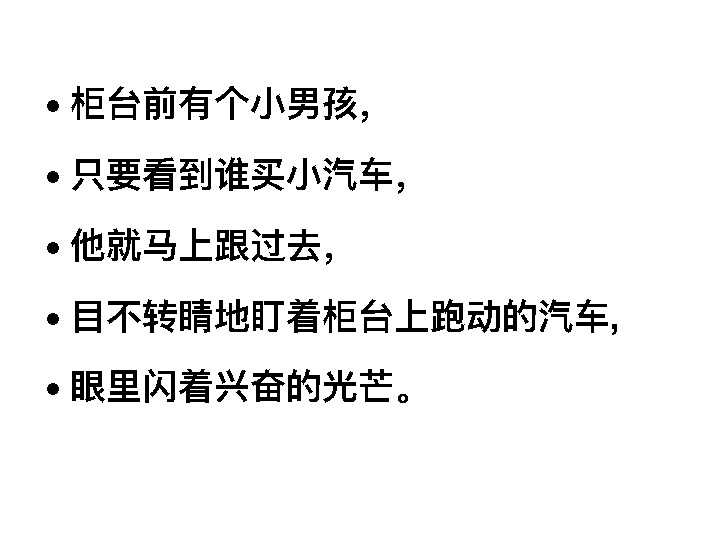 • 柜台前有个小男孩，
• 只要看到谁买小汽车，
• 他就马上跟过去，
• 目不转睛地盯着柜台上跑动的汽车，
• 眼里闪着兴奋的光芒。